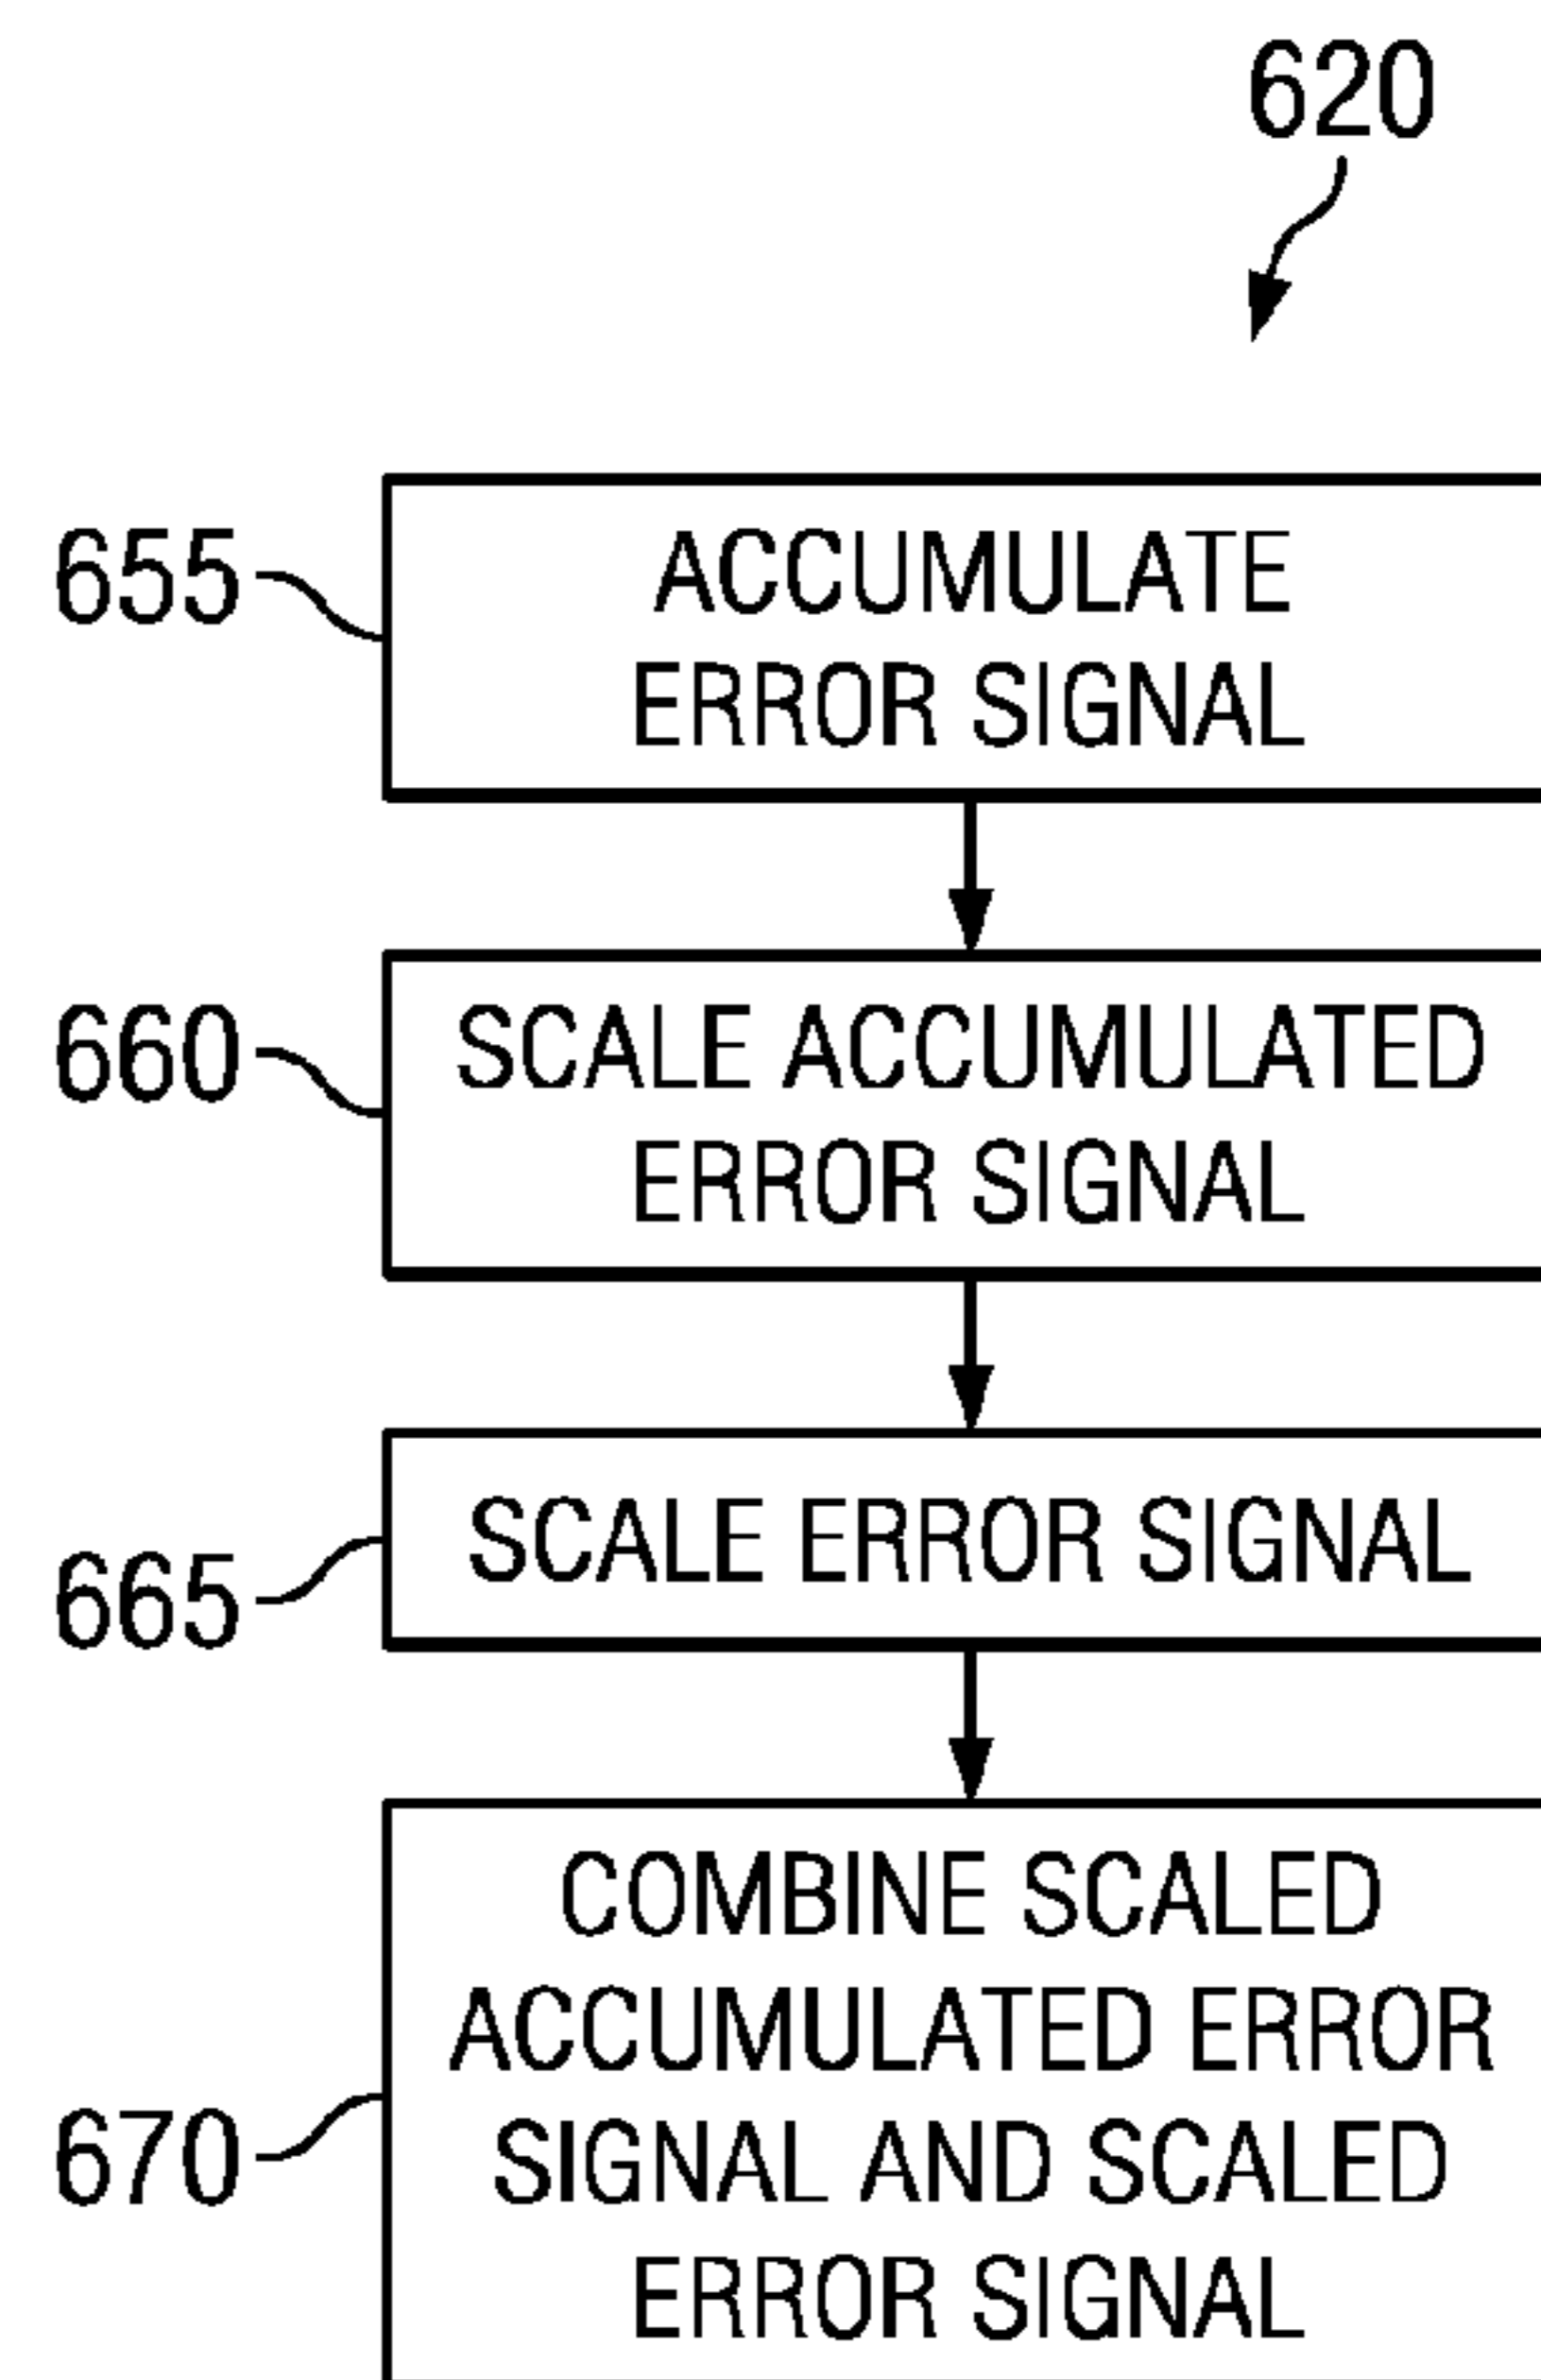 620
655
ACCUMULATE
ERROR SIGNAL
660
SCALE ACCUMULATED
ERROR SIGNAL
665
SCALE ERROR SIGNAL
670
COMBINE SCALED
ACCUMULATED ERROR
SIGNAL AND SCALED
ERROR SIGNAL